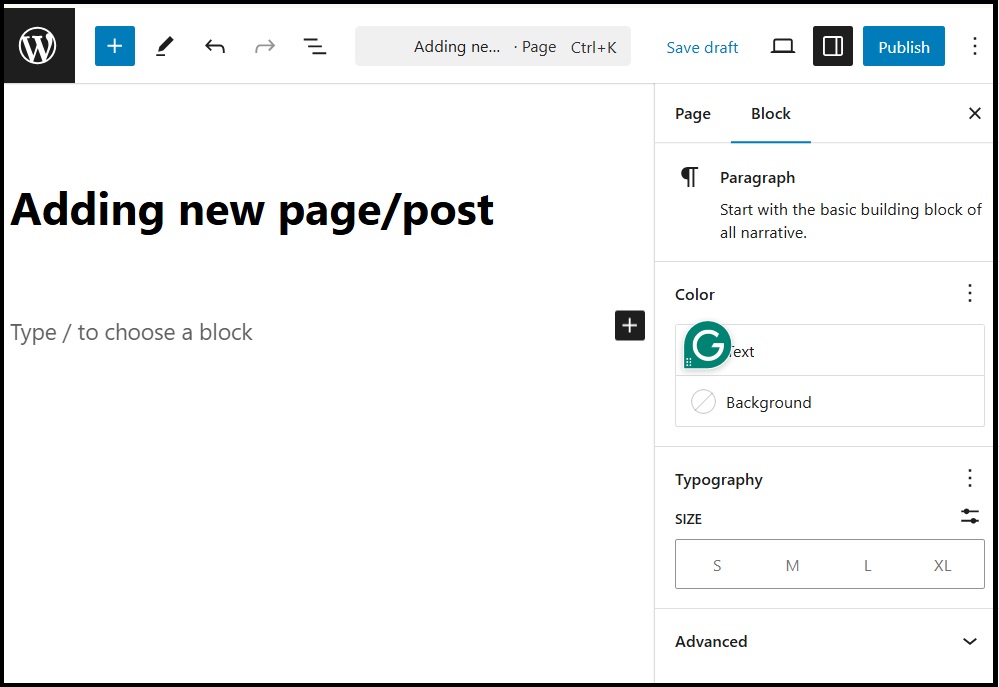 Adding ne... · Page Ctrl+K
Save draft
Publish
Page
Block
Adding new page/post
Type / to choose a block
Paragraph
Start with the basic building block of
all narrative.
Color
Text
Background
Typography
SIZE
S M L XL
Advanced